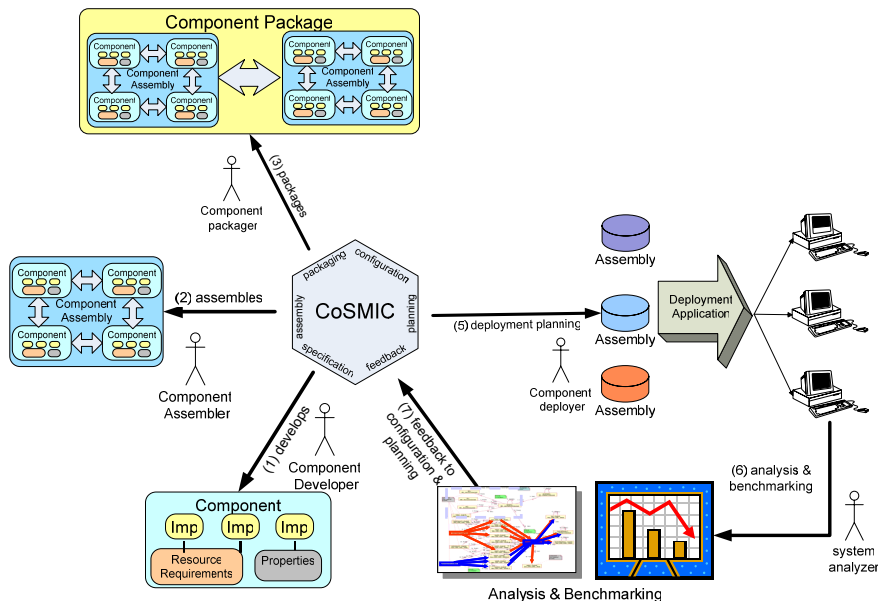 Component Package
Component
Component
Component
Component
Component
Assembly
Component
Component
Component
Component
Component
Assembly
(3) packages
Component
packager
packaging
configuration
assembly
CoSMIC
planning
specification
feedback
Component
Component
Component
Component
Component
Assembly
(2) assembles
Component
Assembler
(1) develops
Component
Developer
Component
Imp
Imp
Imp
Resource
Requirements
Properties
(5) deployment planning
Component
deployer
Assembly
Assembly
Assembly
Deployment
Application
(6) analysis &
benchmarking
system
analyzer
(7) feedback to
configuration &
planning
Analysis & Benchmarking